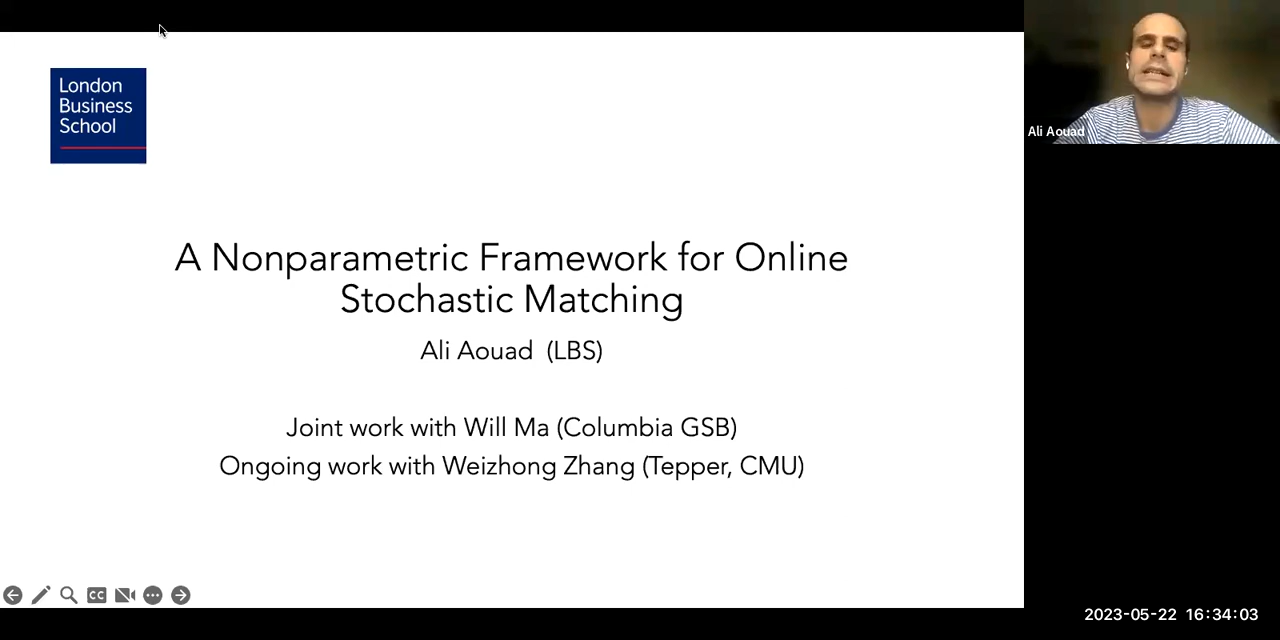 London
Business
School
A Nonparametric Framework for Online
Stochastic Matching
Ali Aouad (LBS)
Joint work with Will Ma (Columbia GSB)
Ongoing work with Weizhong Zhang (Tepper, CMU)
CC
Ali Aouad
2023-05-22 16:34:03